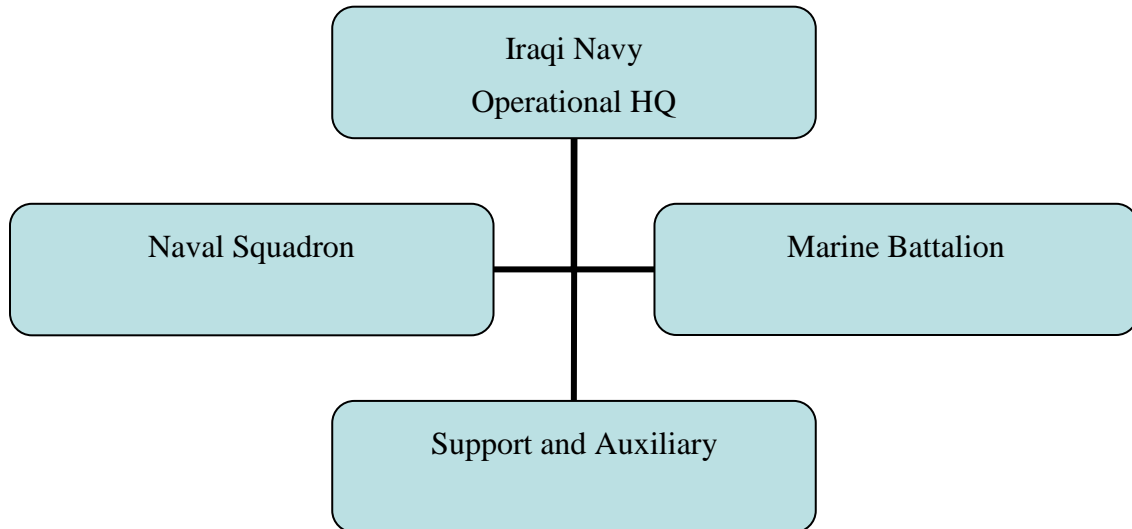 Iraqi Navy
Operational HQ
Naval Squadron
Marine Battalion
Support and Auxiliary